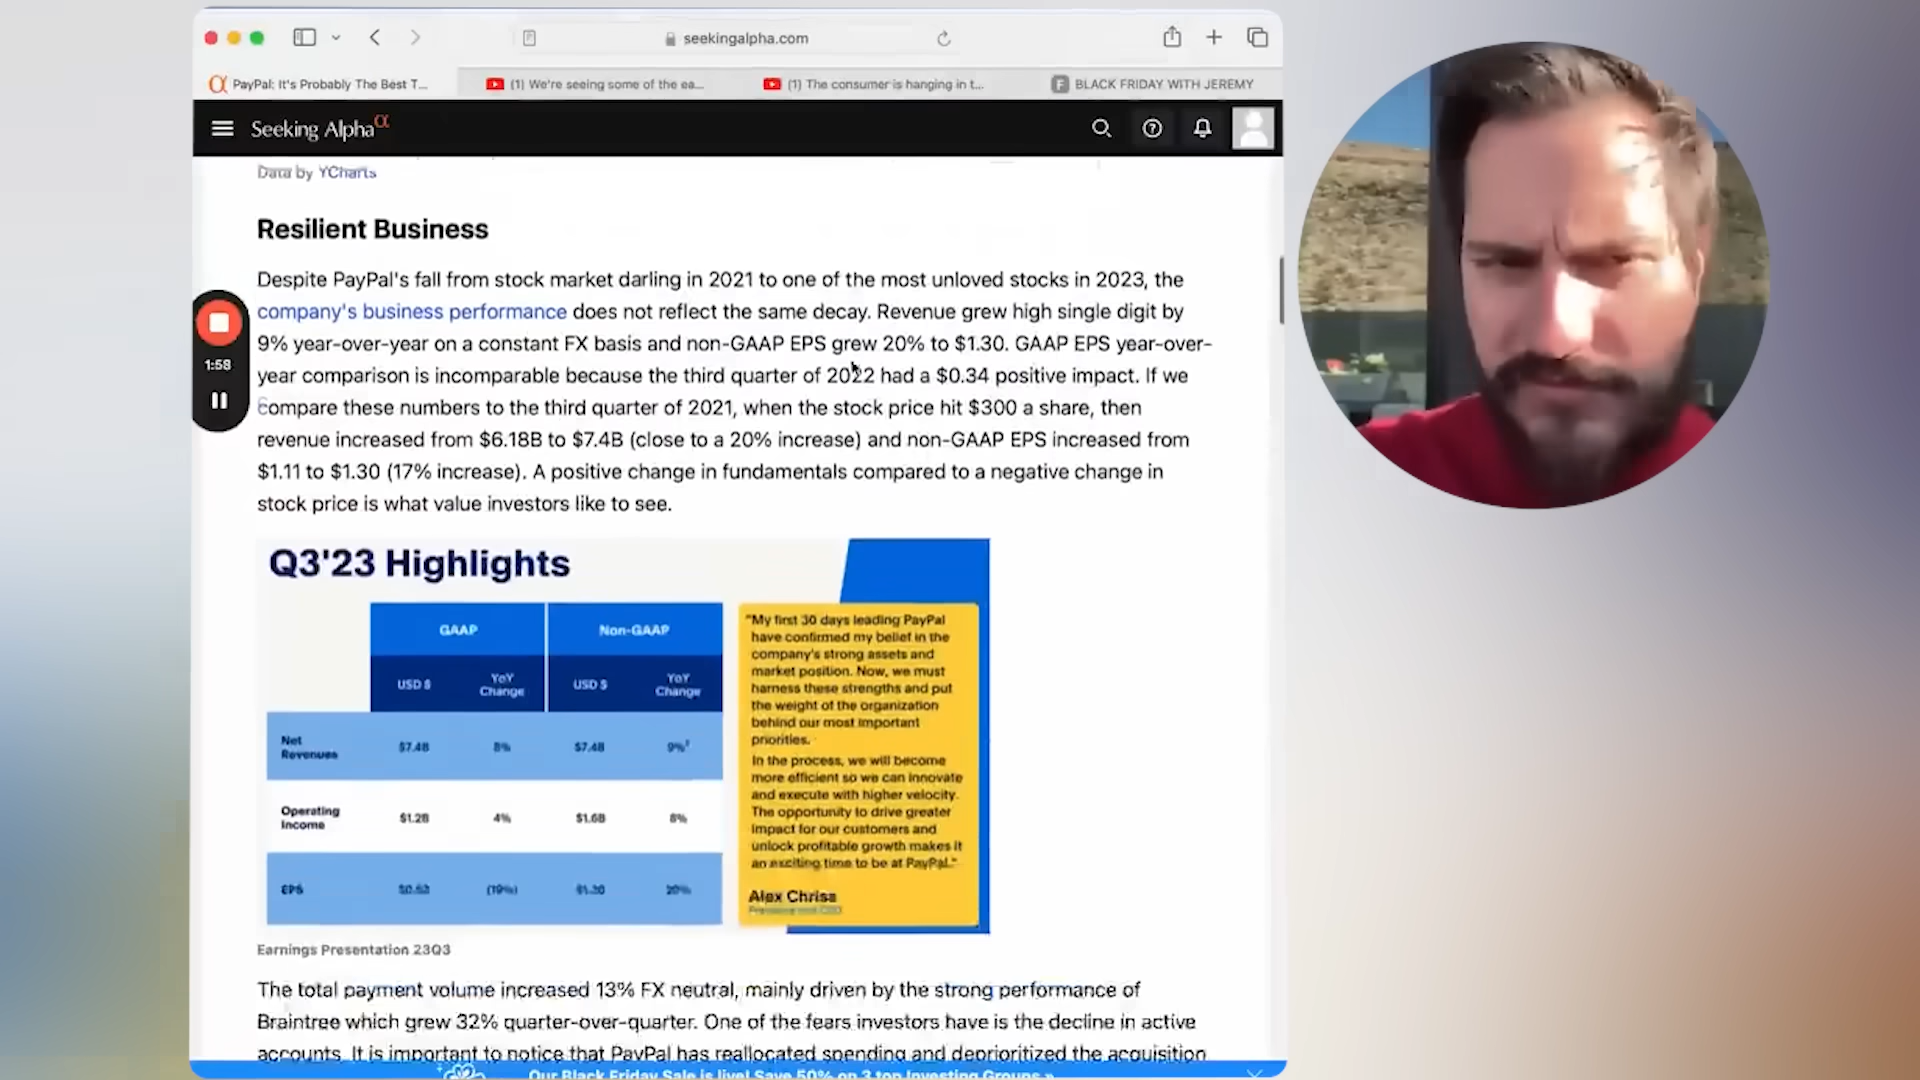 seekingalpha.com
PayPal: It's Probably The Best T...
(1) We're seeing some of the ea...
(1) The consumer is hanging in t...
BLACK FRIDAY WITH JEREMY
Seeking Alpha α
Data by YCharts
Resilient Business
Despite PayPal's fall from stock market darling in 2021 to one of the most unloved stocks in 2023, the
company's business performance does not reflect the same decay. Revenue grew high single digit by
9% year-over-year on a constant FX basis and non-GAAP EPS grew 20% to $1.30. GAAP EPS year-over-
year comparison is incomparable because the third quarter of 2022 had a $0.34 positive impact. If we
compare these numbers to the third quarter of 2021, when the stock price hit $300 a share, then
revenue increased from $6.18B to $7.4B (close to a 20% increase) and non-GAAP EPS increased from
$1.11 to $1.30 (17% increase). A positive change in fundamentals compared to a negative change in
stock price is what value investors like to see.
1:58
Q3'23 Highlights
GAAP
Non-GAAP
USD $
YoY
Change
USD $
YoY
Change
Net
Revenues
$7.4B
8%
$7.4B
9%
Operating
Income
$1.2B
4%
$1.6B
8%
EPS
(19%)
$1.30
20%
"My first 30 days leading PayPal
have confirmed my belief in the
company's strong assets and
market position. Now, we must
harness these strengths and put
the weight of the organization
behind our most important
priorities.
In the process, we will become
more efficient so we can innovate
and execute with higher velocity.
The opportunity to drive greater
impact for our customers and
unlock profitable growth makes it
an exciting time to be at PayPal."
Alex Chriss
Earnings Presentation 23Q3
The total payment volume increased 13% FX neutral, mainly driven by the strong performance of
Braintree which grew 32% quarter-over-quarter. One of the fears investors have is the decline in active
accounts. It is important to notice that PayPal has reallocated spending and deprioritized the acquisition
Our Black Friday Sale is live! Save 50% on 3 top Investing Groups »